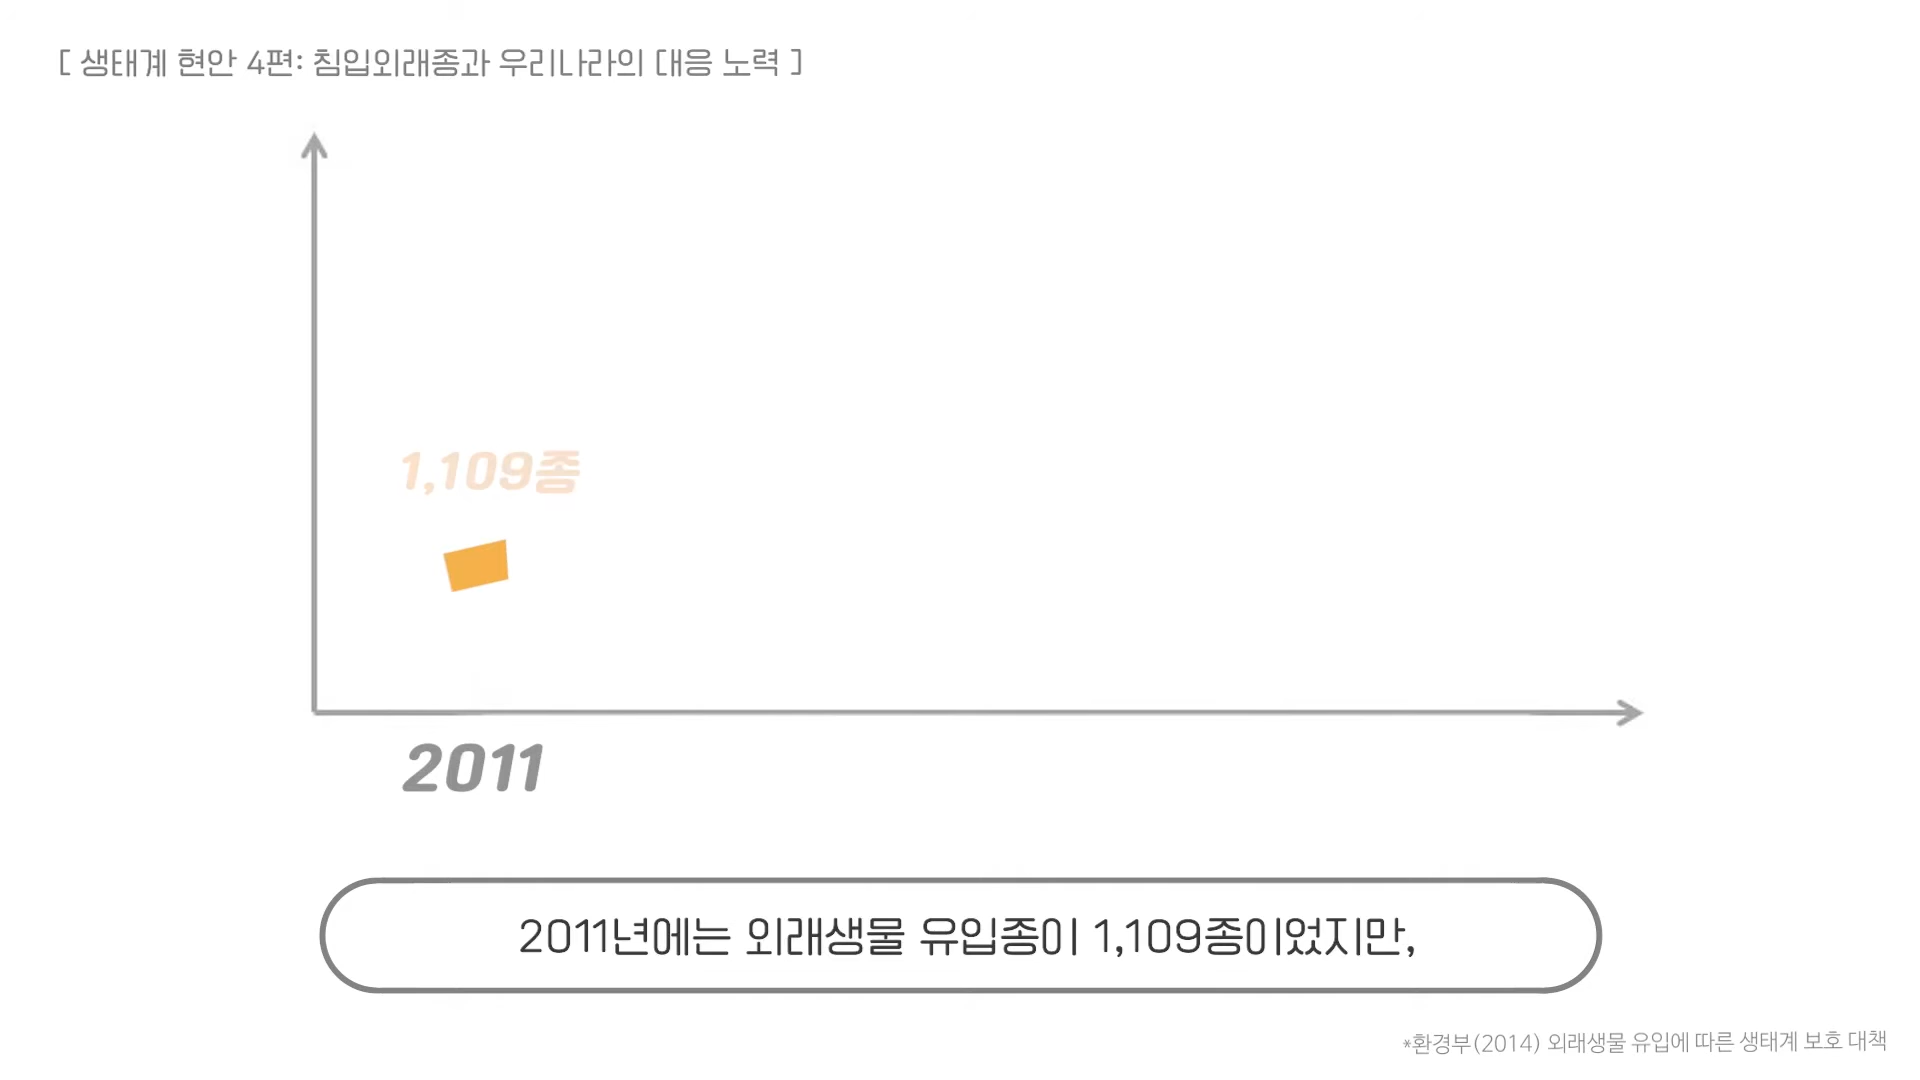 [ 생태계 현안 4편: 침입외래종과 우리나라의 대응 노력 ]
1,109종
2011
2011년에는 외래생물 유입종이 1,109종이었지만,
*환경부(2014) 외래생물 유입에 따른 생태계 보호 대책